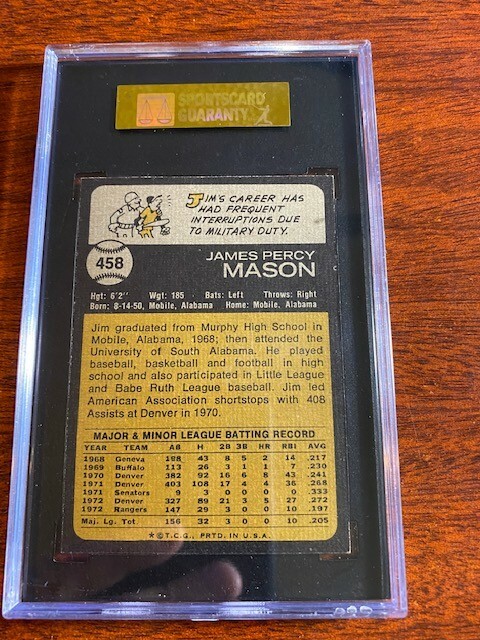 SPORTSCARD
GUARANTY
JIM'S CAREER HAS
HAD FREQUENT
INTERRUPTIONS DUE
TO MILITARY DUTY.
458
JAMES PERCY
MASON
Hgt: 6'2" Wgt: 185 Bats: Left Throws: Right
Born: 8-14-50, Mobile, Alabama Home: Mobile, Alabama
Jim graduated from Murphy High School in
Mobile, Alabama, 1968; then attended the
University of South Alabama. He played
baseball, basketball and football in high
school and also participated in Little League
and Babe Ruth League baseball. Jim led
American Association shortstops with 408
Assists at Denver in 1970.
MAJOR & MINOR LEAGUE BATTING RECORD
YEAR TEAM AB H 2B 3B HR RBI AVG
1968 Geneva 198 43 8 5 2 14 .217
1969 Buffalo 113 26 3 1 1 7 .230
1970 Denver 382 92 16 6 8 43 .241
1971 Denver 403 108 17 4 4 36 .268
1971 Senators 9 3 0 0 0 0 .333
1972 Denver 327 89 21 3 5 27 .272
1972 Rangers 147 29 3 0 0 10 .197
Maj. Lg. Tot. 156 32 3 0 0 10 .205
*©T.C.G., PRTD. IN U.S.A.